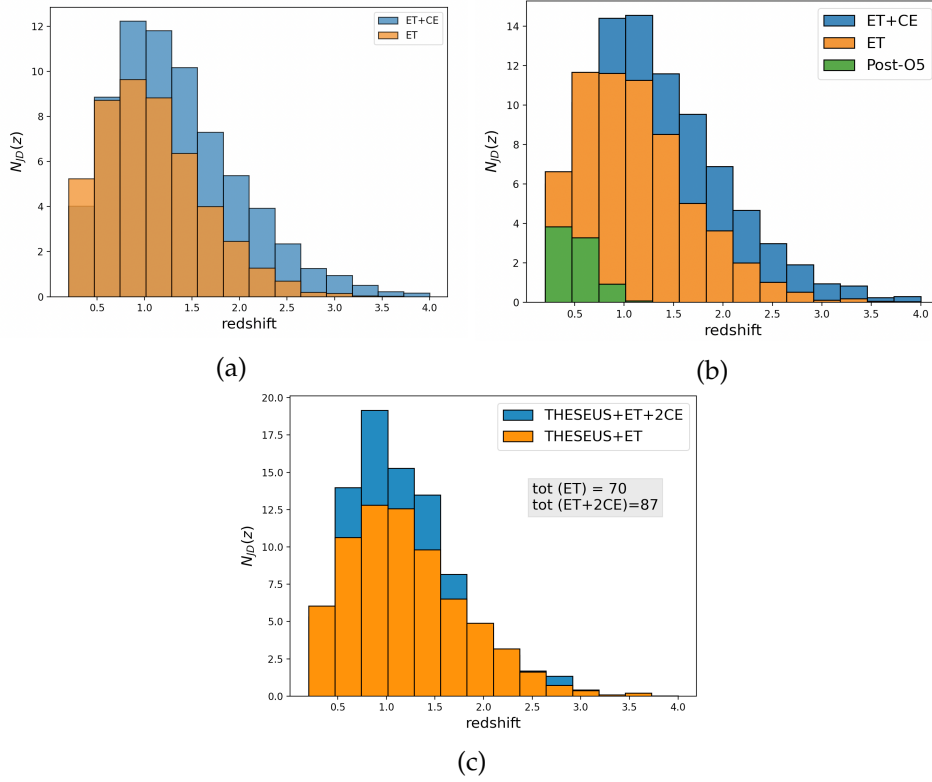 ET+CE
ET
12
10
8
6
4
2
0
N_JD(z)
0.5 1.0 1.5 2.0 2.5 3.0 3.5 4.0
redshift
(a)
ET+CE
ET
Post-O5
14
12
10
8
6
4
2
0
N_JD(z)
0.5 1.0 1.5 2.0 2.5 3.0 3.5 4.0
redshift
(b)
THESEUS+ET+2CE
THESEUS+ET
tot (ET) = 70
tot (ET+2CE)=87
20.0
17.5
15.0
12.5
10.0
7.5
5.0
2.5
0.0
N_JD(z)
0.5 1.0 1.5 2.0 2.5 3.0 3.5 4.0
redshift
(c)